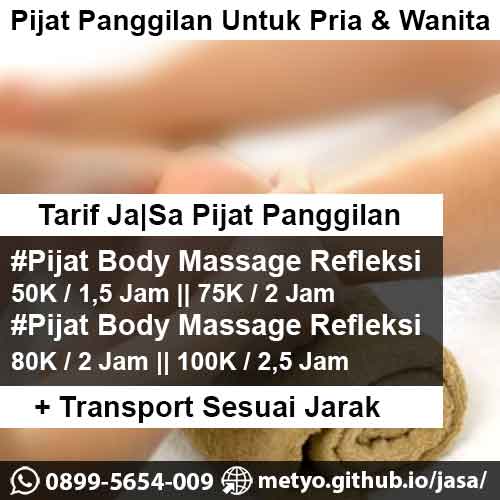 Pijat Panggilan Untuk Pria & Wanita
Tarif Ja|Sa Pijat Panggilan
#Pijat Body Massage Refleksi
50K / 1,5 Jam || 75K / 2 Jam
#Pijat Body Massage Refleksi
80K / 2 Jam || 100K / 2,5 Jam
+ Transport Sesuai Jarak
0899-5654-009 metyo.github.io/jasa/